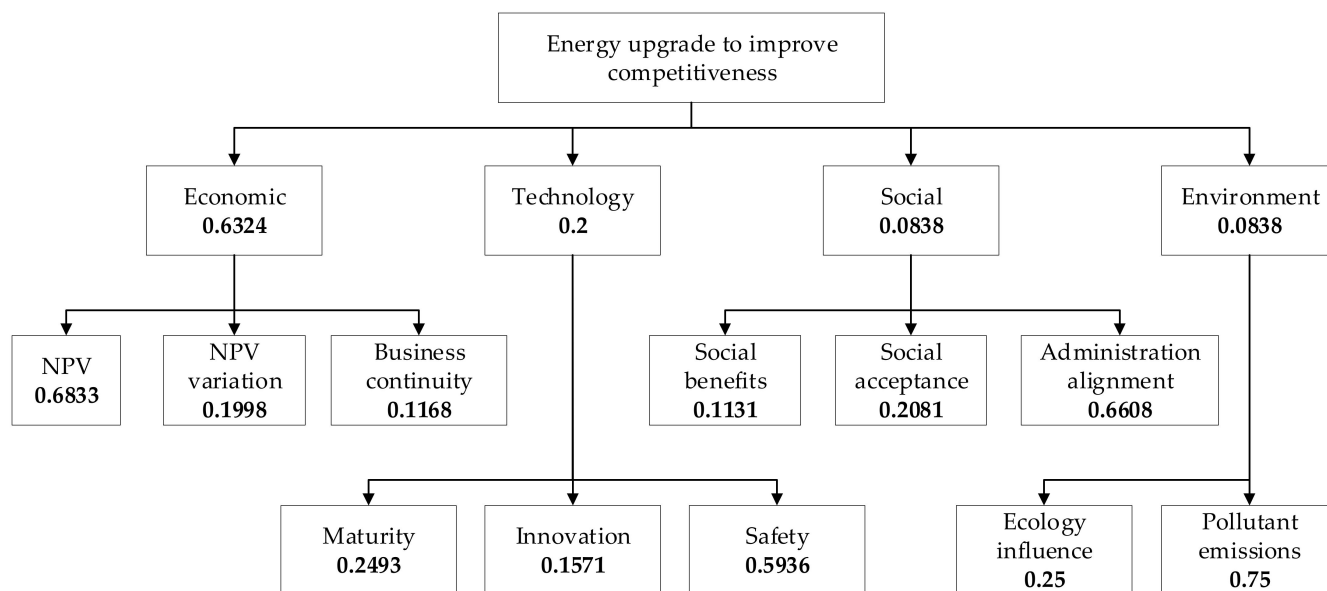 Energy upgrade to improve
competitiveness
Economic
0.6324
Technology
0.2
Social
0.0838
Environment
0.0838
NPV
0.6833
NPV
variation
0.1998
Business
continuity
0.1168
Social
benefits
0.1131
Social
acceptance
0.2081
Administration
alignment
0.6608
Maturity
0.2493
Innovation
0.1571
Safety
0.5936
Ecology
influence
0.25
Pollutant
emissions
0.75